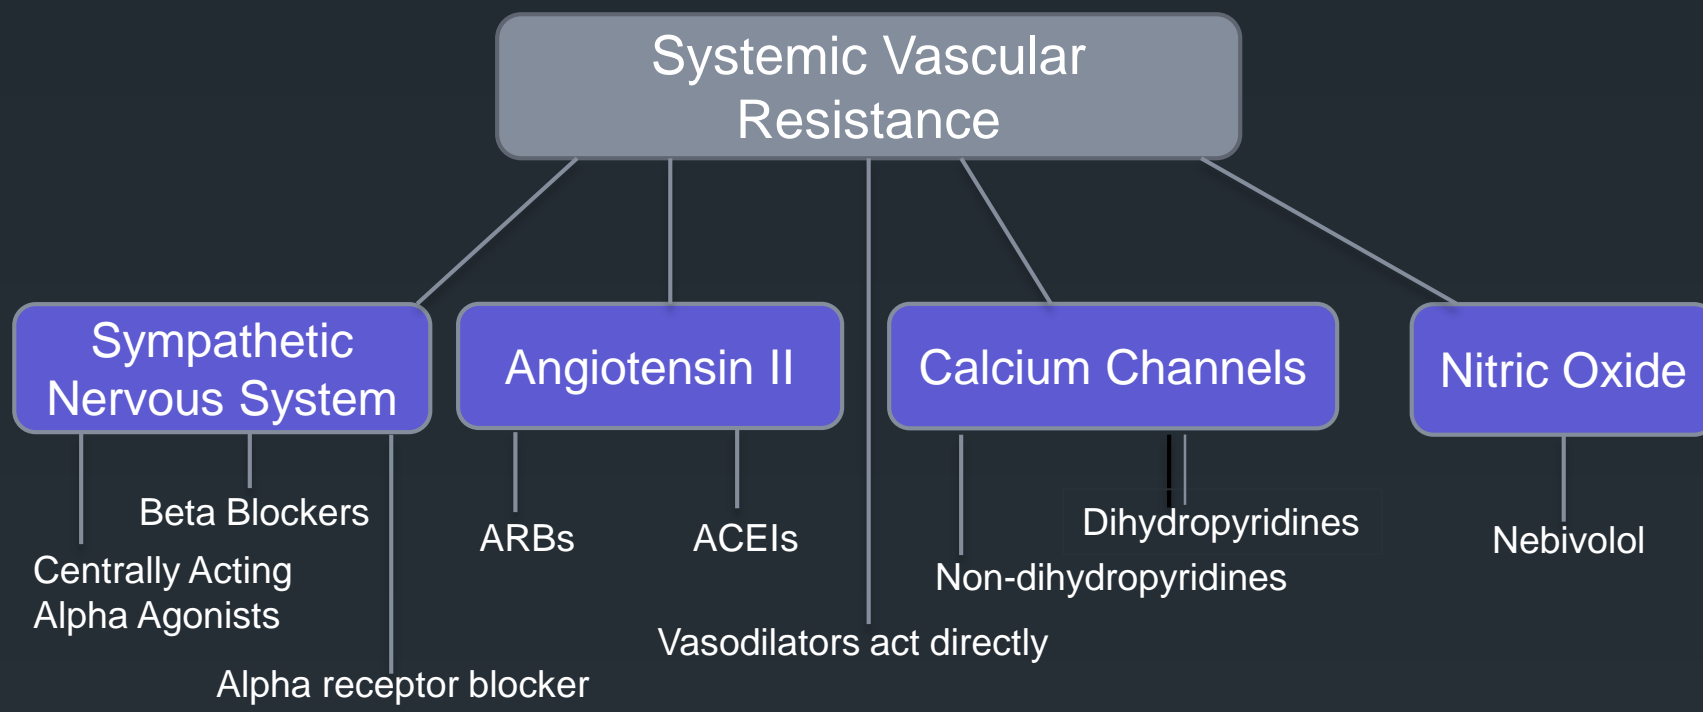 Systemic Vascular
Resistance
Sympathetic
Nervous System
Angiotensin II
Calcium Channels
Nitric Oxide
Beta Blockers
Centrally Acting
Alpha Agonists
Alpha receptor blocker
ARBs
ACEIs
Vasodilators act directly
Dihydropyridines
Non-dihydropyridines
Nebivolol